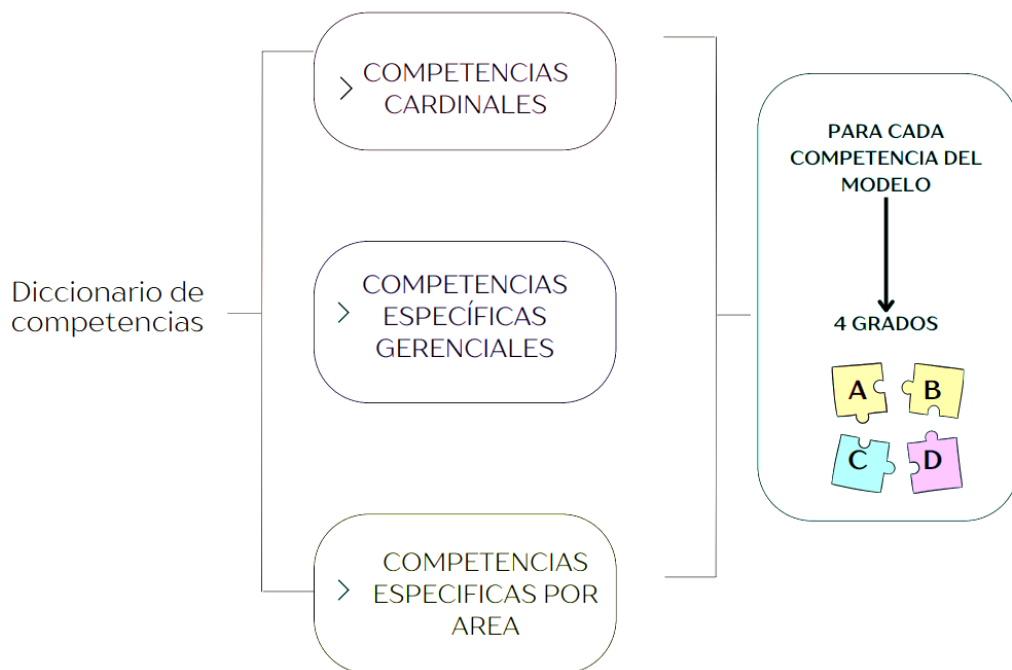 Diccionario de
competencias
COMPETENCIAS
CARDINALES
COMPETENCIAS
ESPECÍFICAS
GERENCIALES
COMPETENCIAS
ESPECIFICAS POR
AREA
PARA CADA
COMPETENCIA DEL
MODELO
4 GRADOS
A B
C D